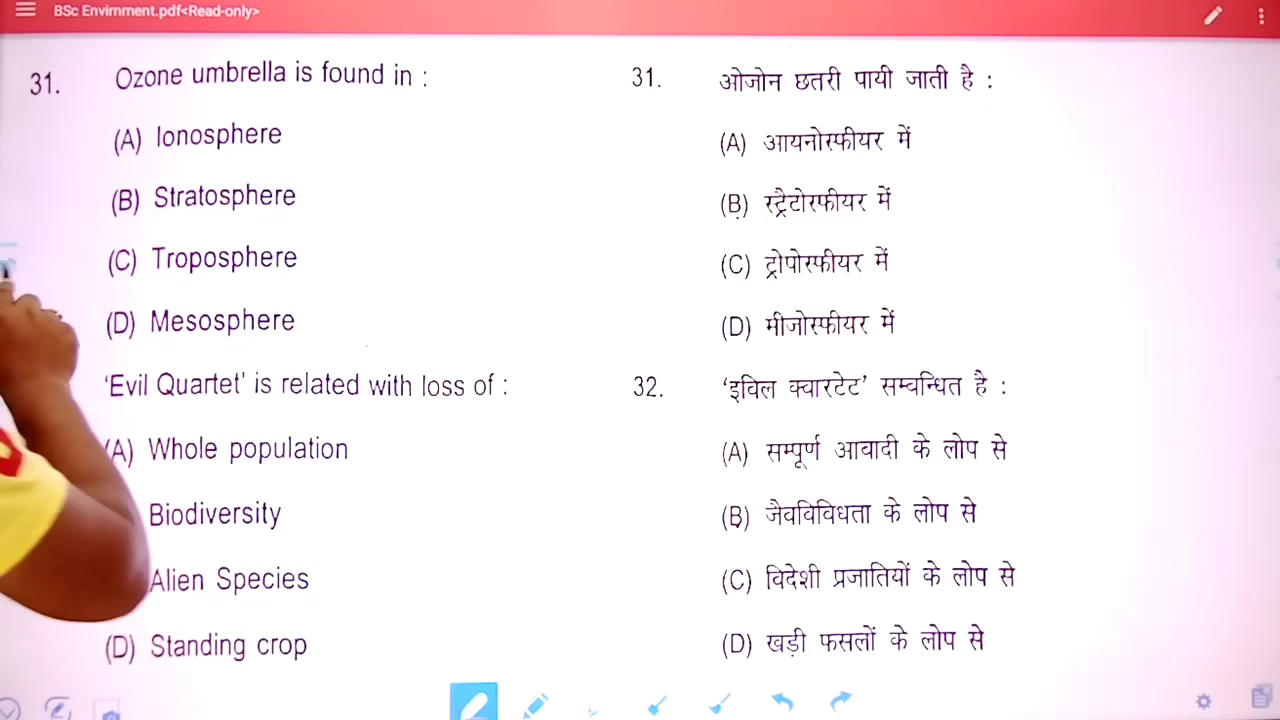 BSc Envirnment.pdf<Read-only>
31. Ozone umbrella is found in :
(A) Ionosphere
(B) Stratosphere
(C) Troposphere
(D) Mesosphere
‘Evil Quartet’ is related with loss of :
(A) Whole population
Biodiversity
Alien Species
(D) Standing crop
31. ओजोन छतरी पायी जाती है :
(A) आयनोस्फीयर में
(B) स्ट्रैटोस्फीयर में
(C) ट्रोपोस्फीयर में
(D) मीजोस्फीयर में
32. ‘इविल क्वारटेट’ सम्बन्धित है :
(A) सम्पूर्ण आबादी के लोप से
(B) जैवविविधता के लोप से
(C) विदेशी प्रजातियों के लोप से
(D) खड़ी फसलों के लोप से